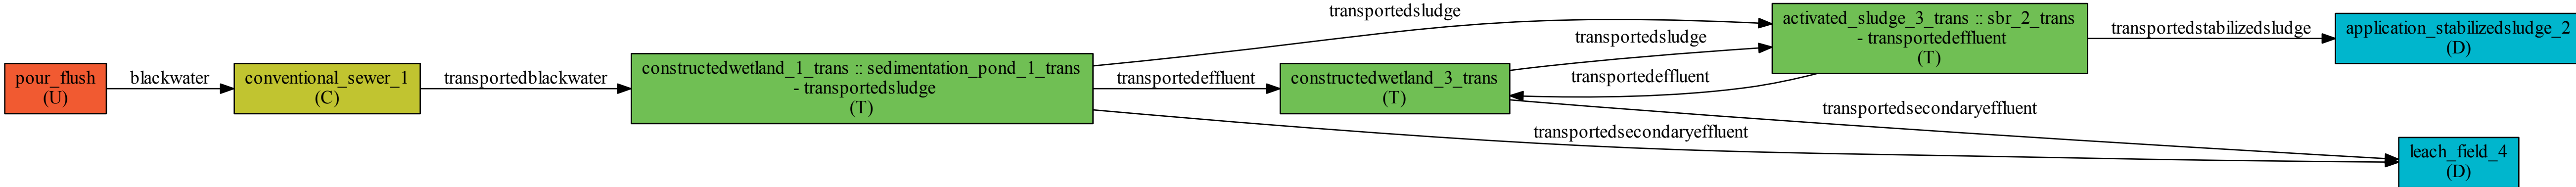 pour_flush
(U)
blackwater
conventional_sewer_1
(C)
transportedblackwater
constructedwetland_1_trans :: sedimentation_pond_1_trans
- transportedsludge
(T)
transportedsludge
transportedeffluent
transportedsecondaryeffluent
constructedwetland_3_trans
(T)
transportedsludge
transportedeffluent
transportedsecondaryeffluent
activated_sludge_3_trans :: sbr_2_trans
- transportedeffluent
(T)
transportedstabilizedsludge
application_stabilizedsludge_2
(D)
leach_field_4
(D)